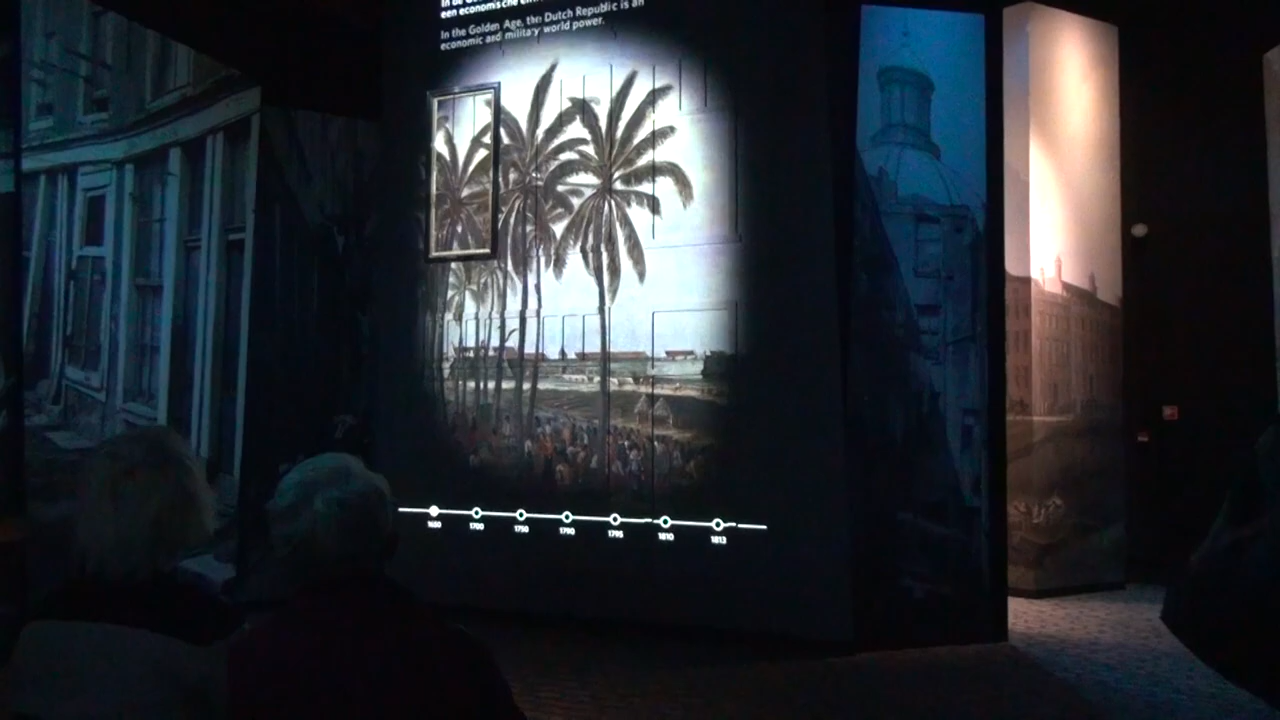 een economische
In the Golden Age, the Dutch Republic is an
economic and military world power.
1650 1700 1750 1790 1795 1810 1813